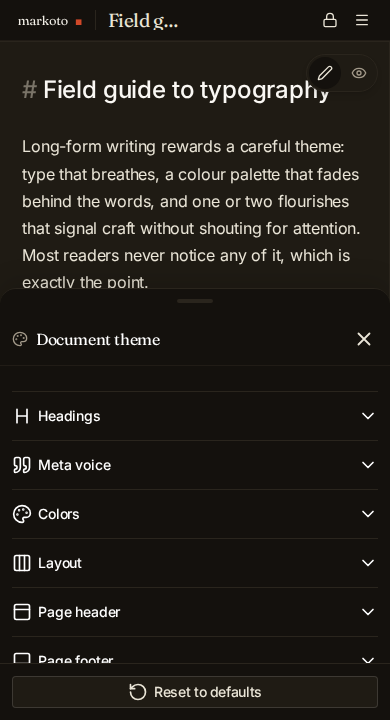 markoto
Field g...
# Field guide to typography
Long-form writing rewards a careful theme:
type that breathes, a colour palette that fades
behind the words, and one or two flourishes
that signal craft without shouting for attention.
Most readers never notice any of it, which is
exactly the point.
Document theme
Headings
Meta voice
Colors
Layout
Page header
Page footer
Reset to defaults